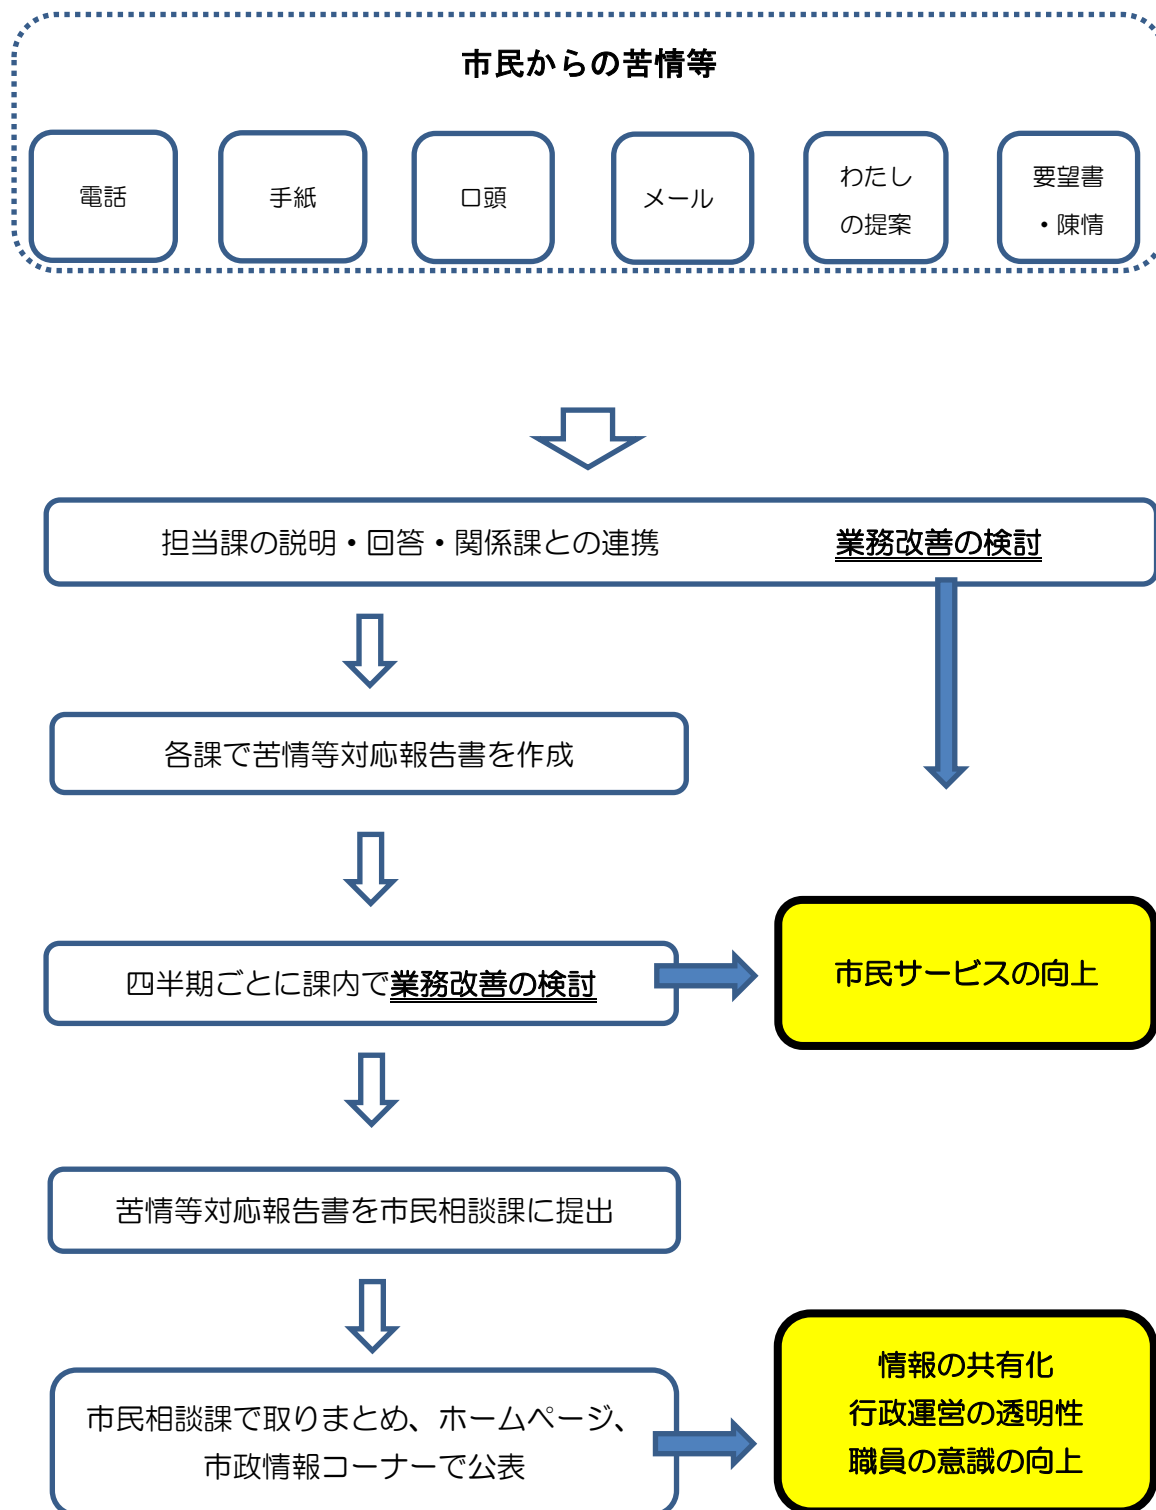 市民からの苦情等
電話
手紙
口頭
メール
わたし
の提案
要望書
・陳情
担当課の説明・回答・関係課との連携 業務改善の検討
各課で苦情等対応報告書を作成
四半期ごとに課内で業務改善の検討
市民サービスの向上
苦情等対応報告書を市民相談課に提出
市民相談課で取りまとめ、ホームページ、
市政情報コーナーで公表
情報の共有化
行政運営の透明性
職員の意識の向上